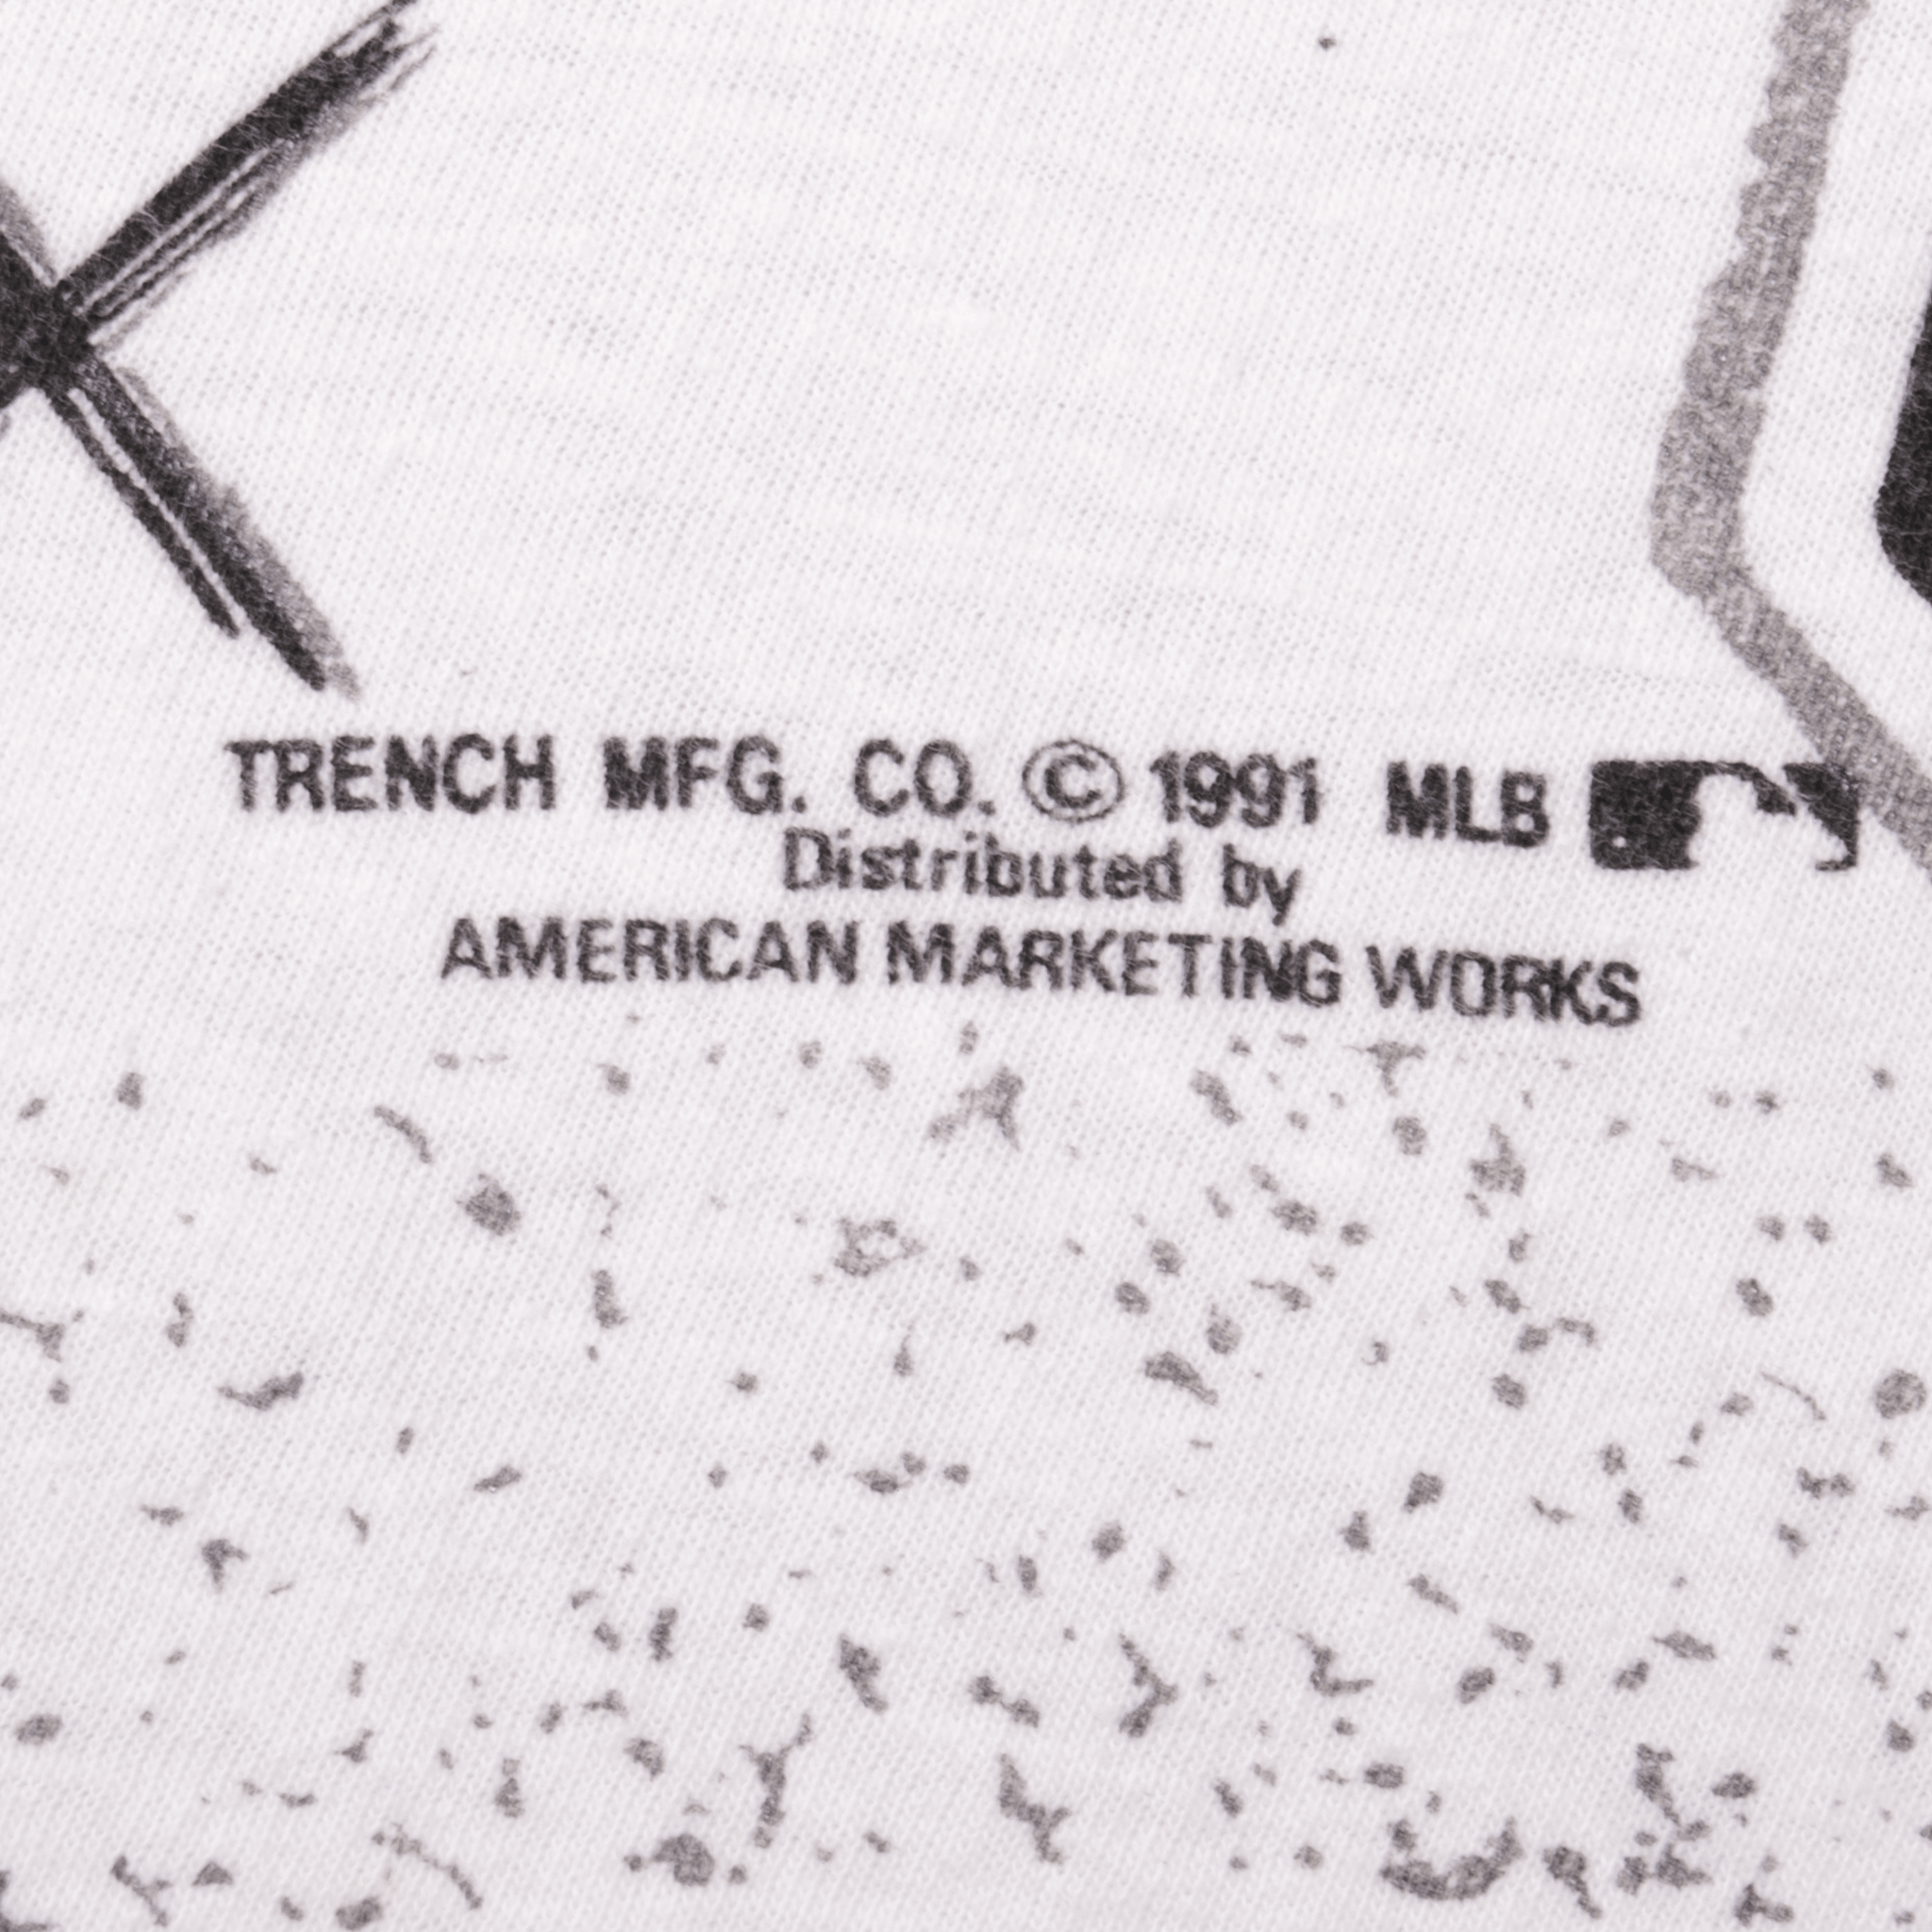 TRENCH MFG. CO. © 1991 MLB
Distributed by
AMERICAN MARKETING WORKS